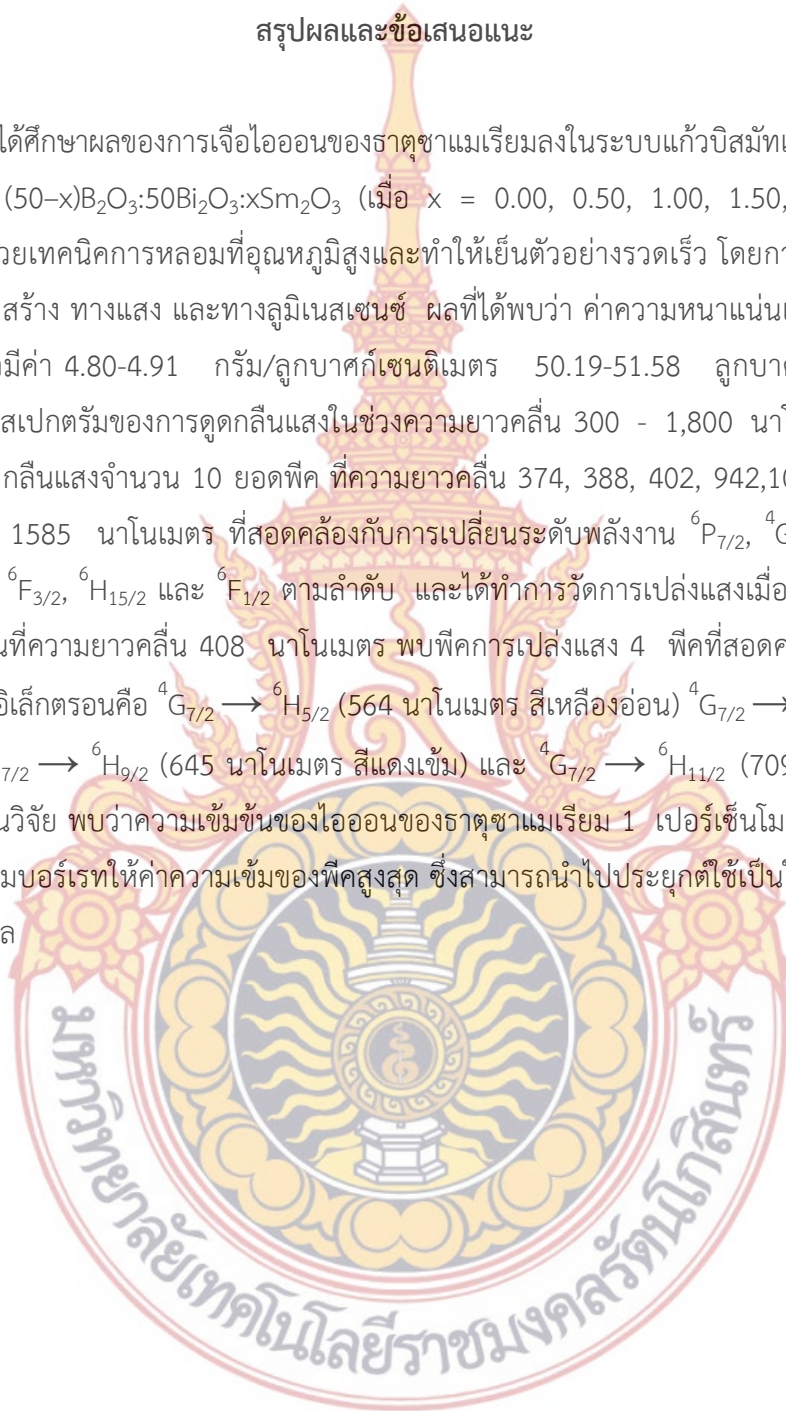 สรุปผลและข้อเสนอแนะ
ได้ศึกษาผลของการเจือไอออนของธาตุซาแมเรียมลงในระบบแก้วบิสมัท
(50–x)B₂O₃:50Bi₂O₃:xSm₂O₃ (เมื่อ x = 0.00, 0.50, 1.00, 1.50,
วยเทคนิคการหลอมที่อุณหภูมิสูงและทำให้เย็นตัวอย่างรวดเร็ว
สร้าง ทางแสง และทางลูมิเนสเซนซ์ ผลที่ได้พบว่า ค่าความหนาแน่น
มีค่า 4.80-4.91 กรัม/ลูกบาศก์เซนติเมตร 50.19-51.58
สเปกตรัมของการดูดกลืนแสงในช่วงความยาวคลื่น 300 - 1,800
กลืนแสงจำนวน 10 ยอดพีค ที่ความยาวคลื่น 374, 388, 402, 942,10
1585 นาโนเมตร ที่สอดคล้องกับการเปลี่ยนระดับพลังงาน ⁶P₇/₂, ⁴G
⁶F₃/₂, ⁶H₁₅/₂ และ ⁶F₁/₂ ตามลำดับ และได้ทำการวัดการเปล่งแสงเมื่อ
นที่ความยาวคลื่น 408 นาโนเมตร พบพีคการเปล่งแสง 4 พีคที่สอดค
อิเล็กตรอนคือ ⁴G₇/₂ → ⁶H₅/₂ (564 นาโนเมตร สีเหลืองอ่อน) ⁴G₇/₂ →
₇/₂ → ⁶H₉/₂ (645 นาโนเมตร สีแดงเข้ม) และ ⁴G₇/₂ → ⁶H₁₁/₂ (709
นวิจัย พบว่าความเข้มข้นของไอออนของธาตุซาแมเรียม 1 เปอร์เซ็นโม
มบอร์เรทให้ค่าความเข้มของพีคสูงสุด ซึ่งสามารถนำไปประยุกต์ใช้เป็น
ล
มหาวิทยาลัยเทคโนโลยีราชมงคลรัตนโกสินทร์